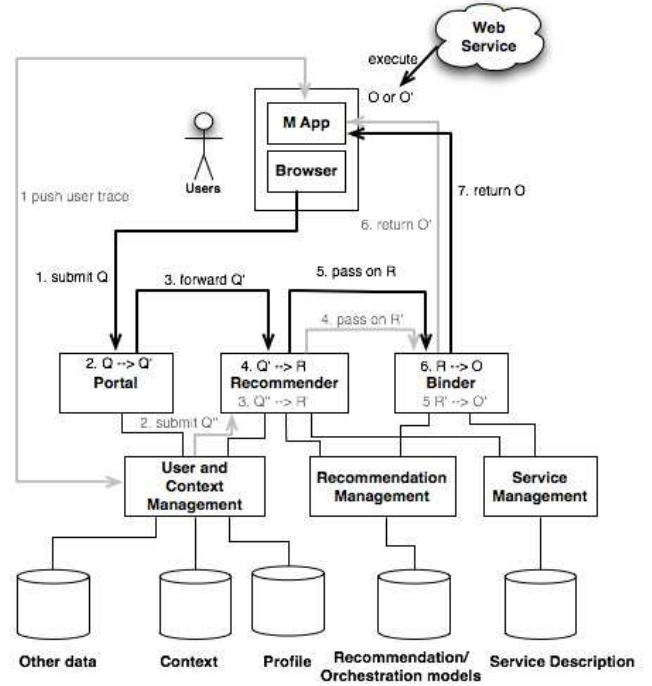 Web
Service
execute
O or O'
M App
Browser
Users
1 push user trace
7. return O
6. return O'
1. submit Q
3. forward Q'
5. pass on R
4. pass on R'
2. Q --> Q'
Portal
4. Q' --> R
Recommender
3. Q'' --> R'
6. R --> O
Binder
5 R' --> O'
2. submit Q''
User and
Context
Management
Recommendation
Management
Service
Management
Other data
Context
Profile
Recommendation/
Orchestration models
Service Description